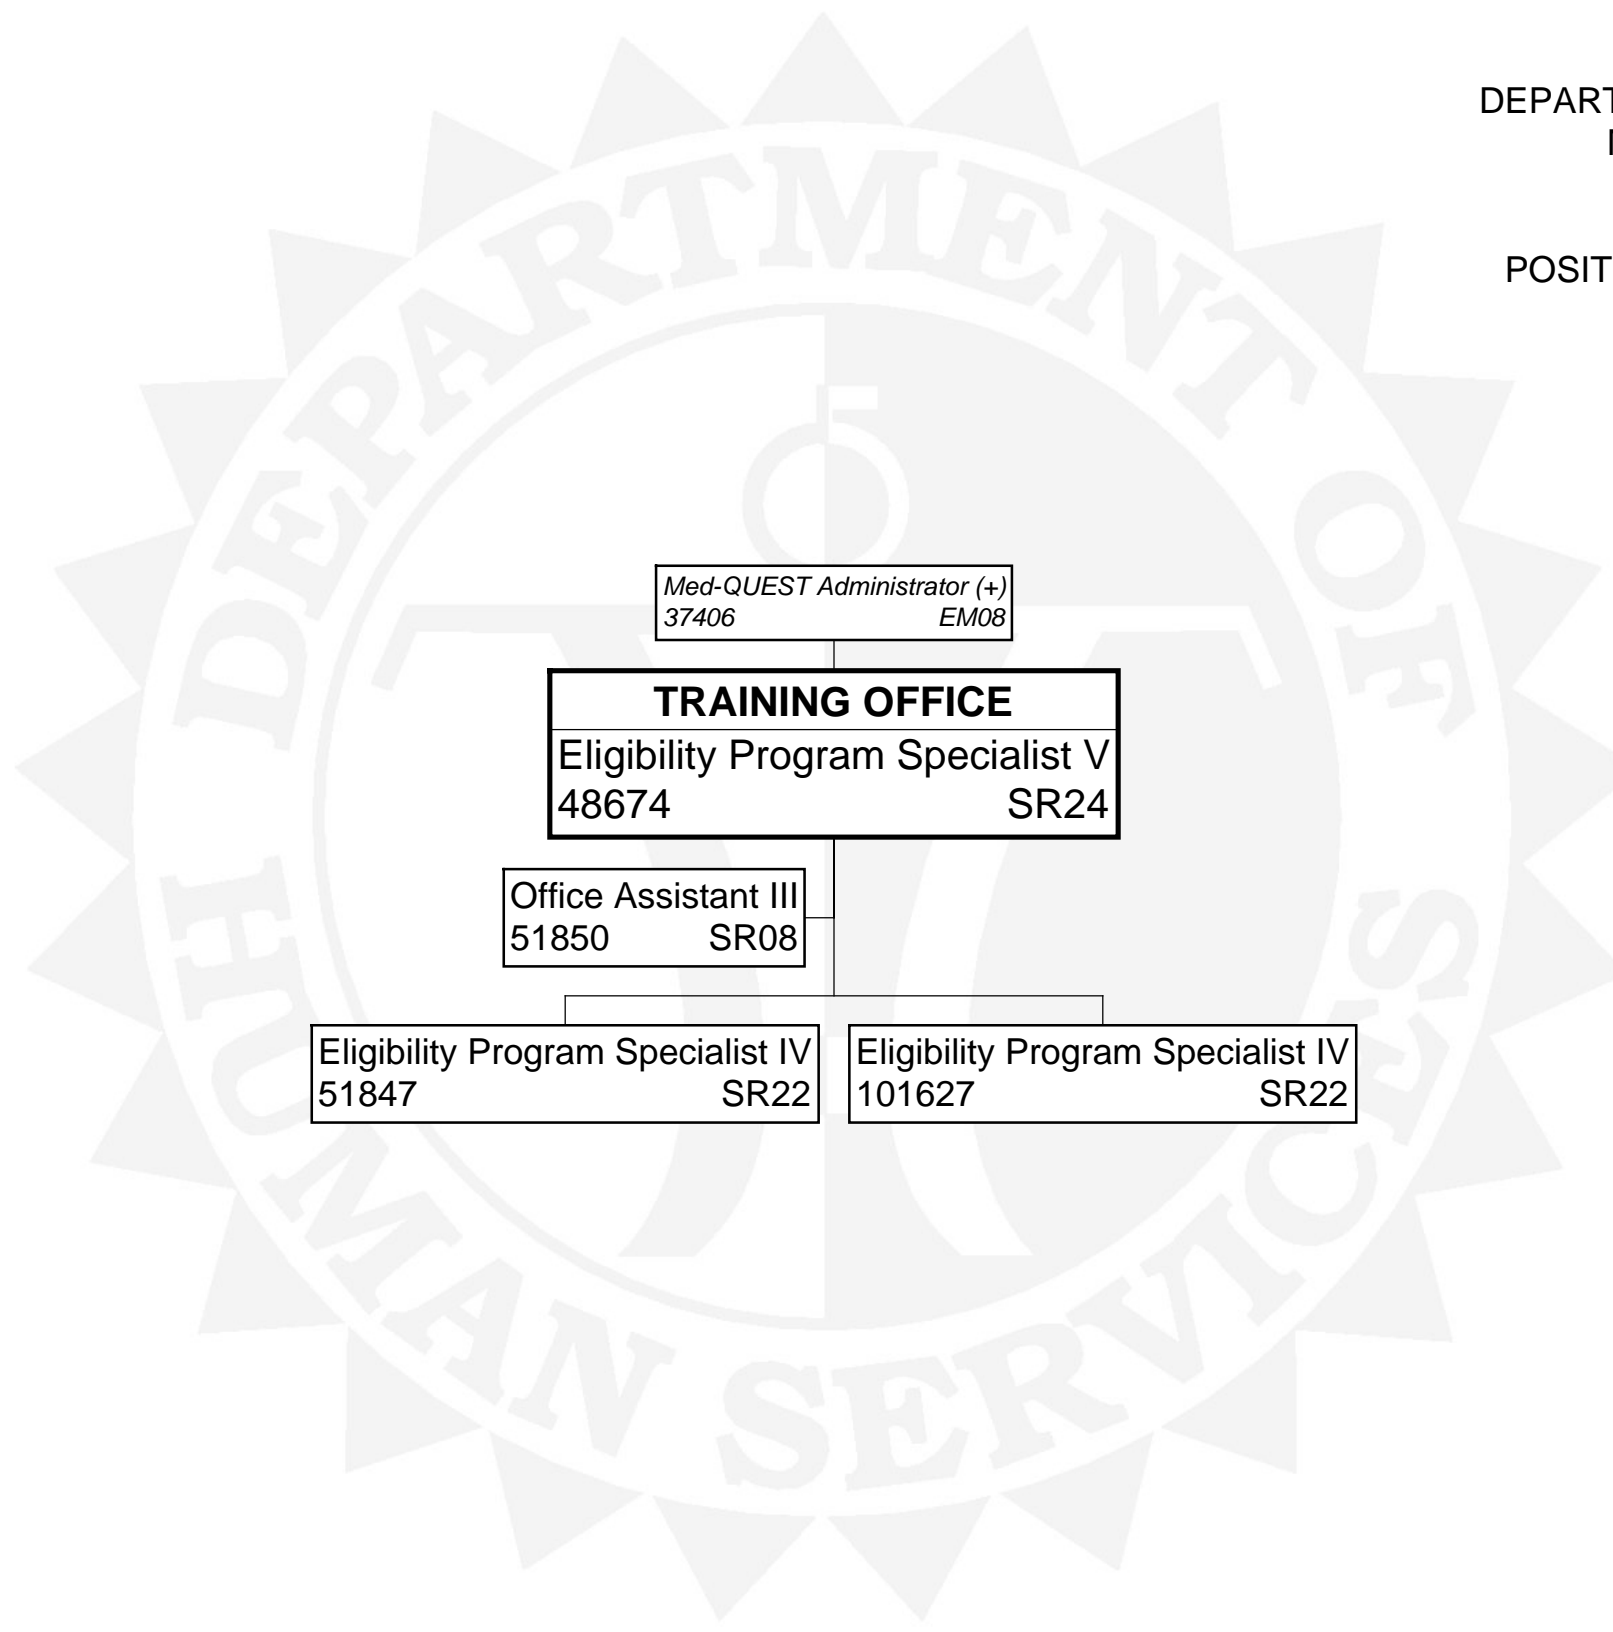 DEPART
POSIT
DEPARTMENT OF
HUMAN SERVICES
Med-QUEST Administrator (+)
37406 EM08
TRAINING OFFICE
Eligibility Program Specialist V
48674 SR24
Office Assistant III
51850 SR08
Eligibility Program Specialist IV
51847 SR22
Eligibility Program Specialist IV
101627 SR22